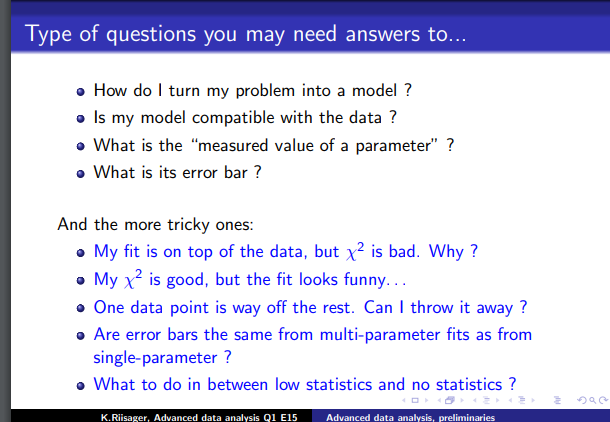 Type of questions you may need answers to...
How do I turn my problem into a model ?
Is my model compatible with the data ?
What is the “measured value of a parameter” ?
What is its error bar ?
And the more tricky ones:
My fit is on top of the data, but χ² is bad. Why ?
My χ² is good, but the fit looks funny...
One data point is way off the rest. Can I throw it away ?
Are error bars the same from multi-parameter fits as from
single-parameter ?
What to do in between low statistics and no statistics ?
K.Riisager, Advanced data analysis Q1 E15
Advanced data analysis, preliminaries